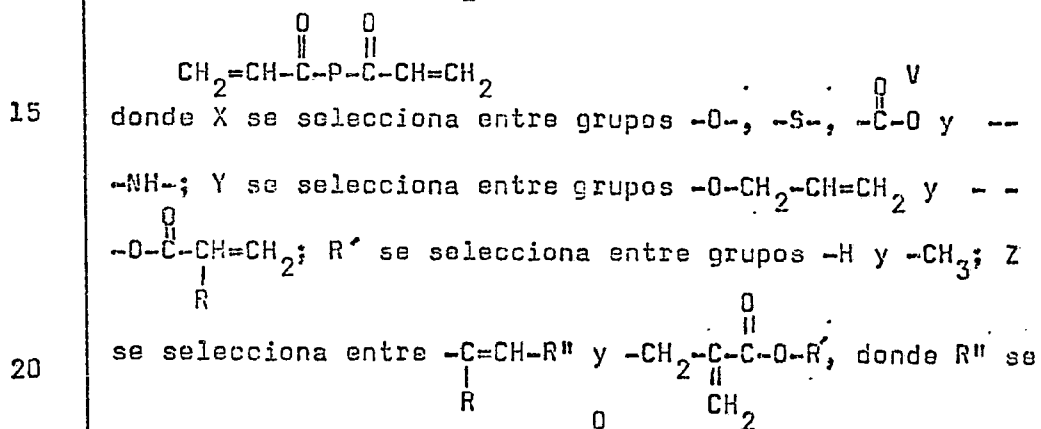 O O
|| ||
CH2=CH-C-P-C-CH=CH2
O V
||
15 donde X se selecciona entre grupos -O-, -S-, -C-O y --
-NH-; Y se selecciona entre grupos -O-CH2-CH=CH2 y - -
O
||
-O-C-CH=CH2; R´ se selecciona entre grupos -H y -CH3; Z
|
R
O
||
20 se selecciona entre -C=CH-R" y -CH2-C-C-O-R´, donde R" se
| ||
R CH2
O